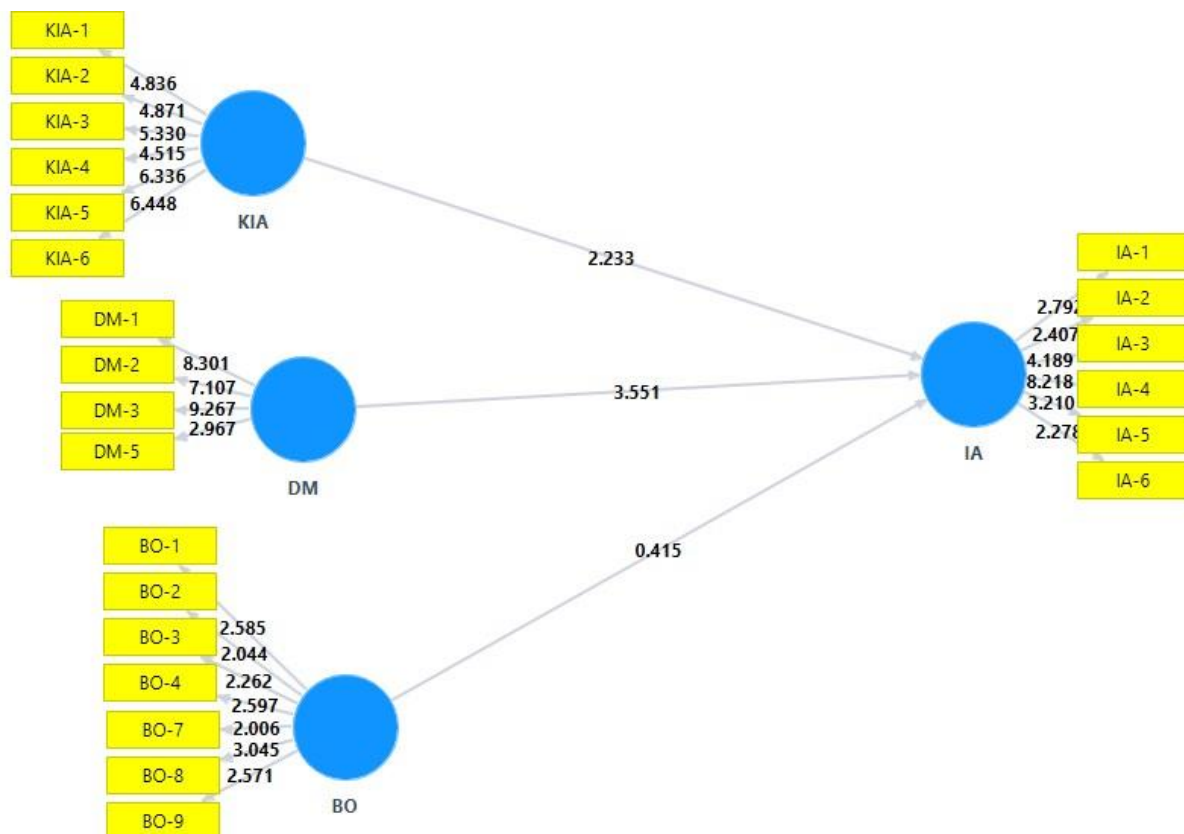 KIA-1
KIA-2
KIA-3
KIA-4
KIA-5
KIA-6
4.836
4.871
5.330
4.515
6.336
6.448
KIA
2.233
DM-1
DM-2
DM-3
DM-5
8.301
7.107
9.267
2.967
DM
3.551
BO-1
BO-2
BO-3
BO-4
BO-7
BO-8
BO-9
2.585
2.044
2.262
2.597
2.006
3.045
2.571
BO
0.415
IA
2.792
2.407
4.189
8.218
3.210
2.278
IA-1
IA-2
IA-3
IA-4
IA-5
IA-6